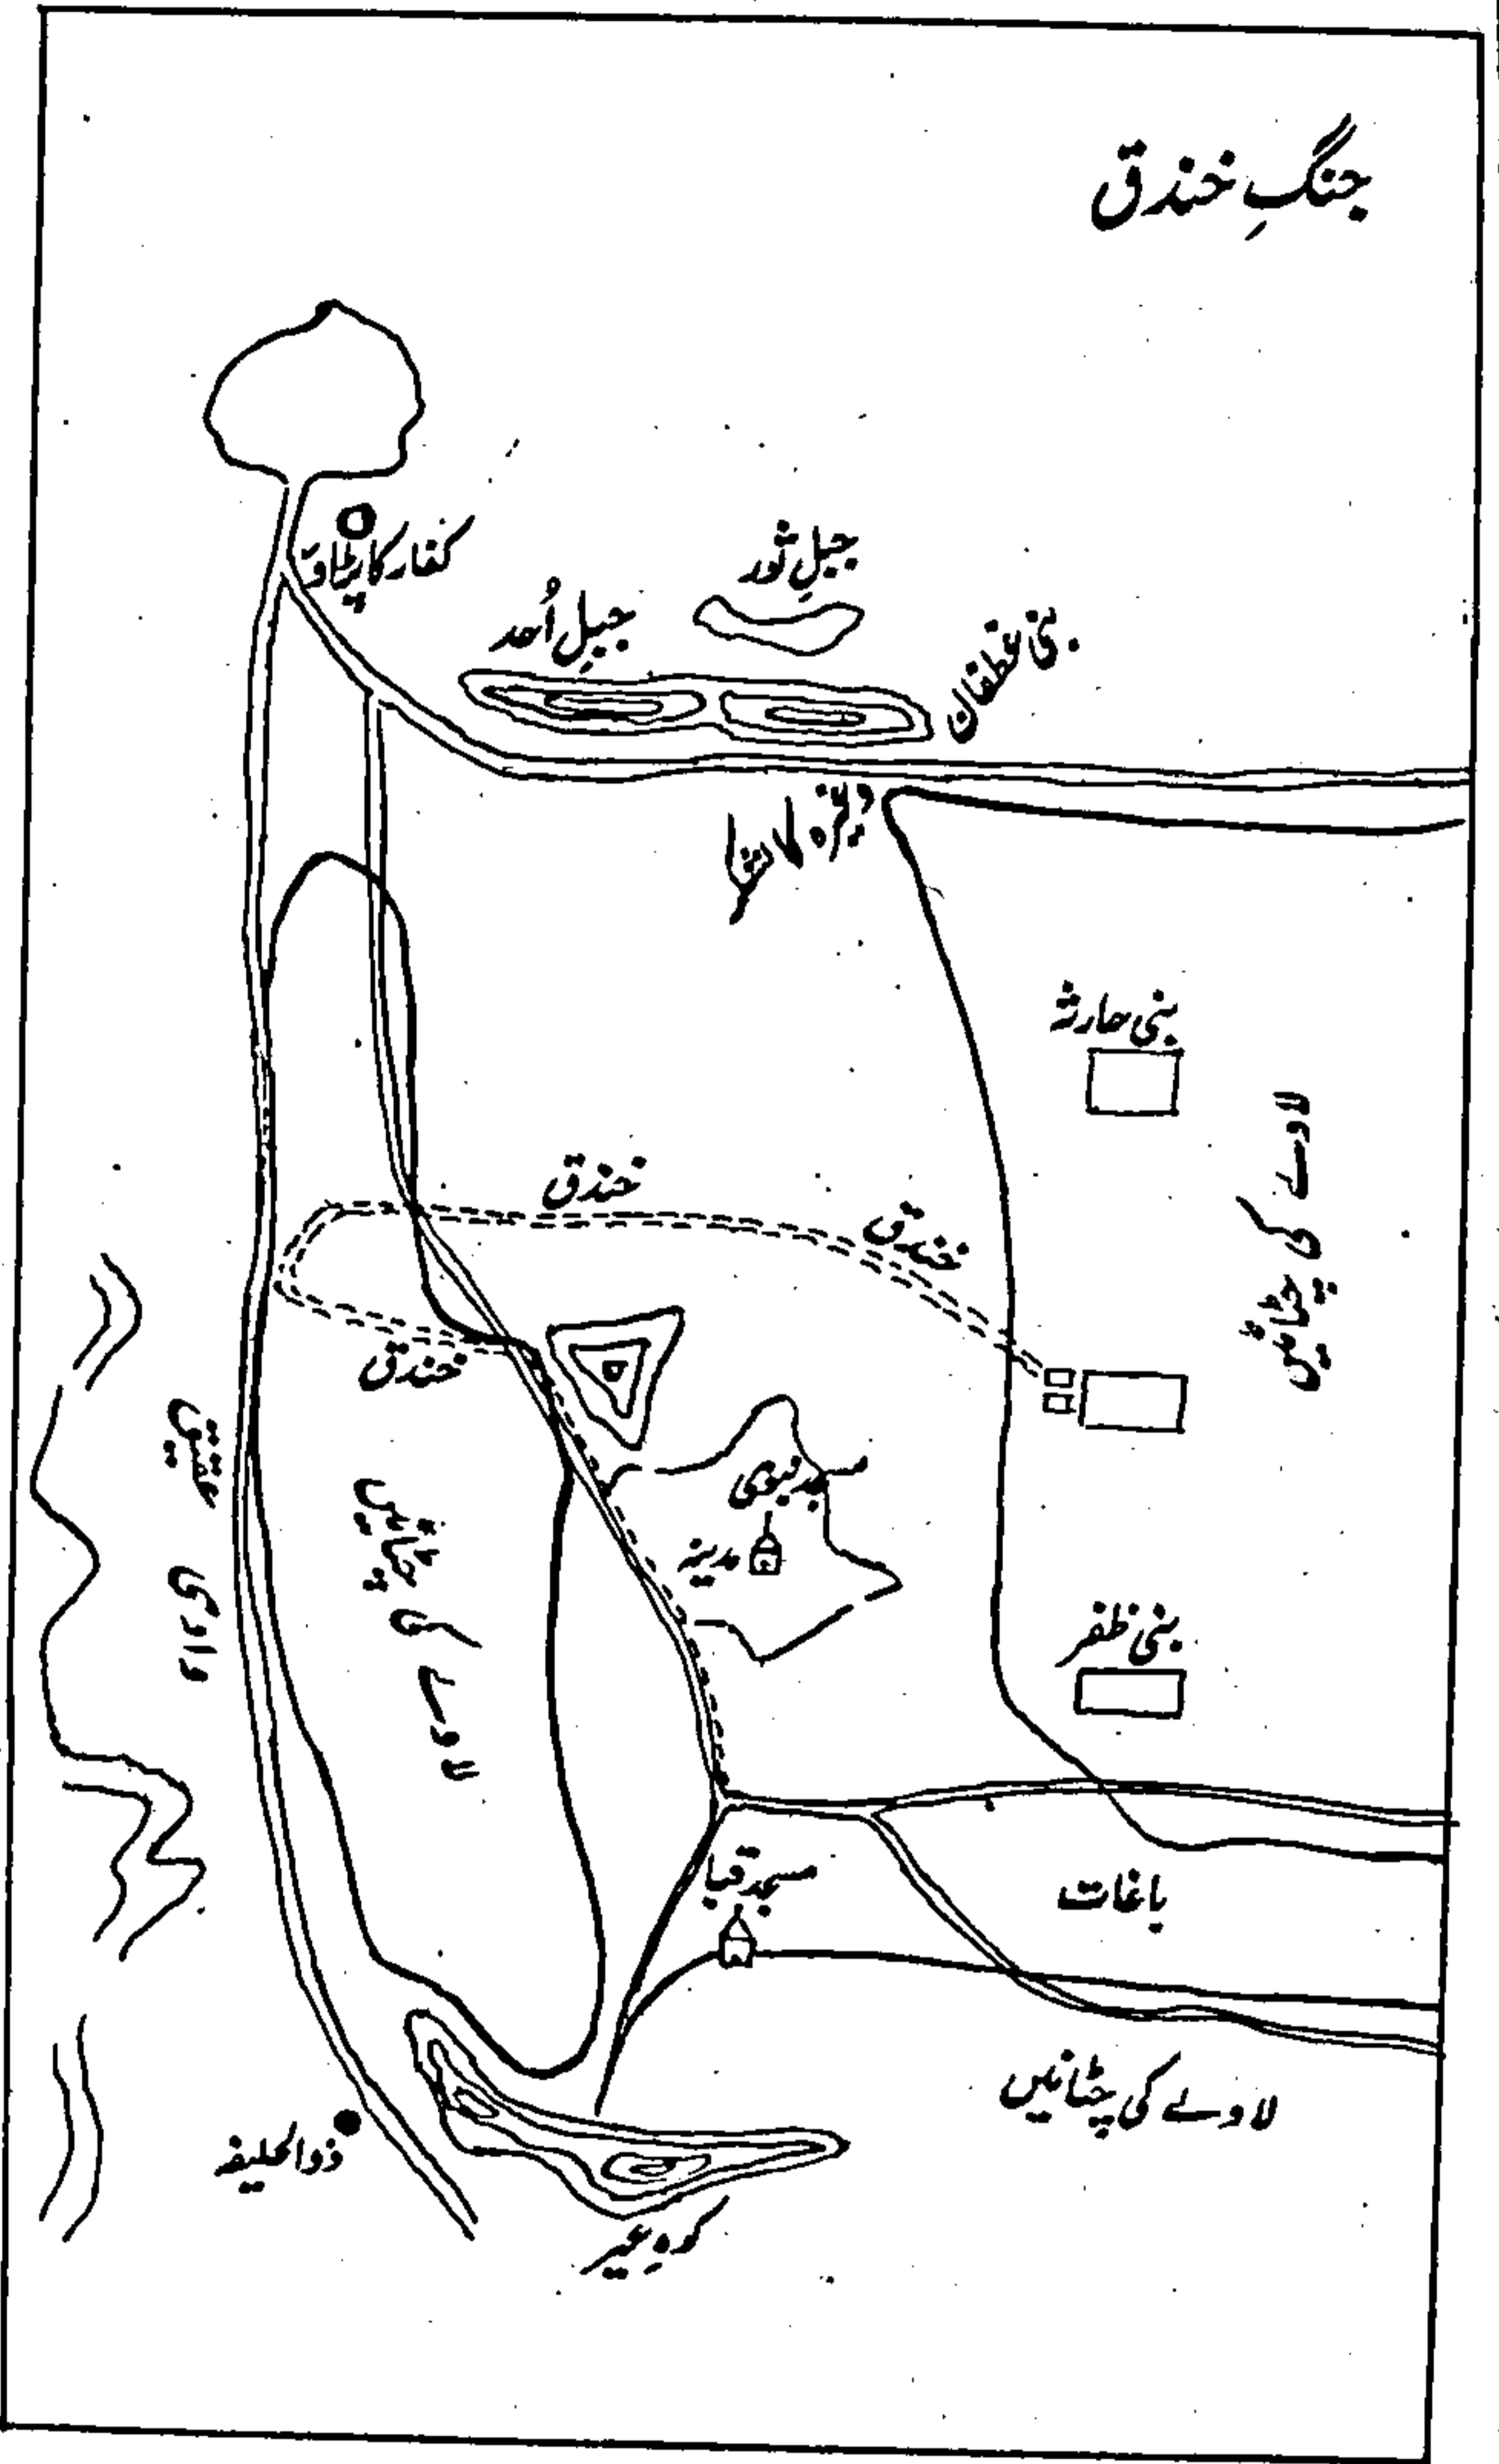 جنگِ خندق
کفار کا پڑاؤ
جبلِ ثور
جبلِ اُحد
بنی غطفان
بنی حارثہ
لاوے کی چٹانیں
خندق
خندق
خندق
مسجد نبوی
مدینہ
وادی عقیق
لاوے کی چٹانیں
بنی ظفر
مسجد قبا
باغات
لاوے کی چٹانیں
ذوالحلیفہ
کوہِ عیر